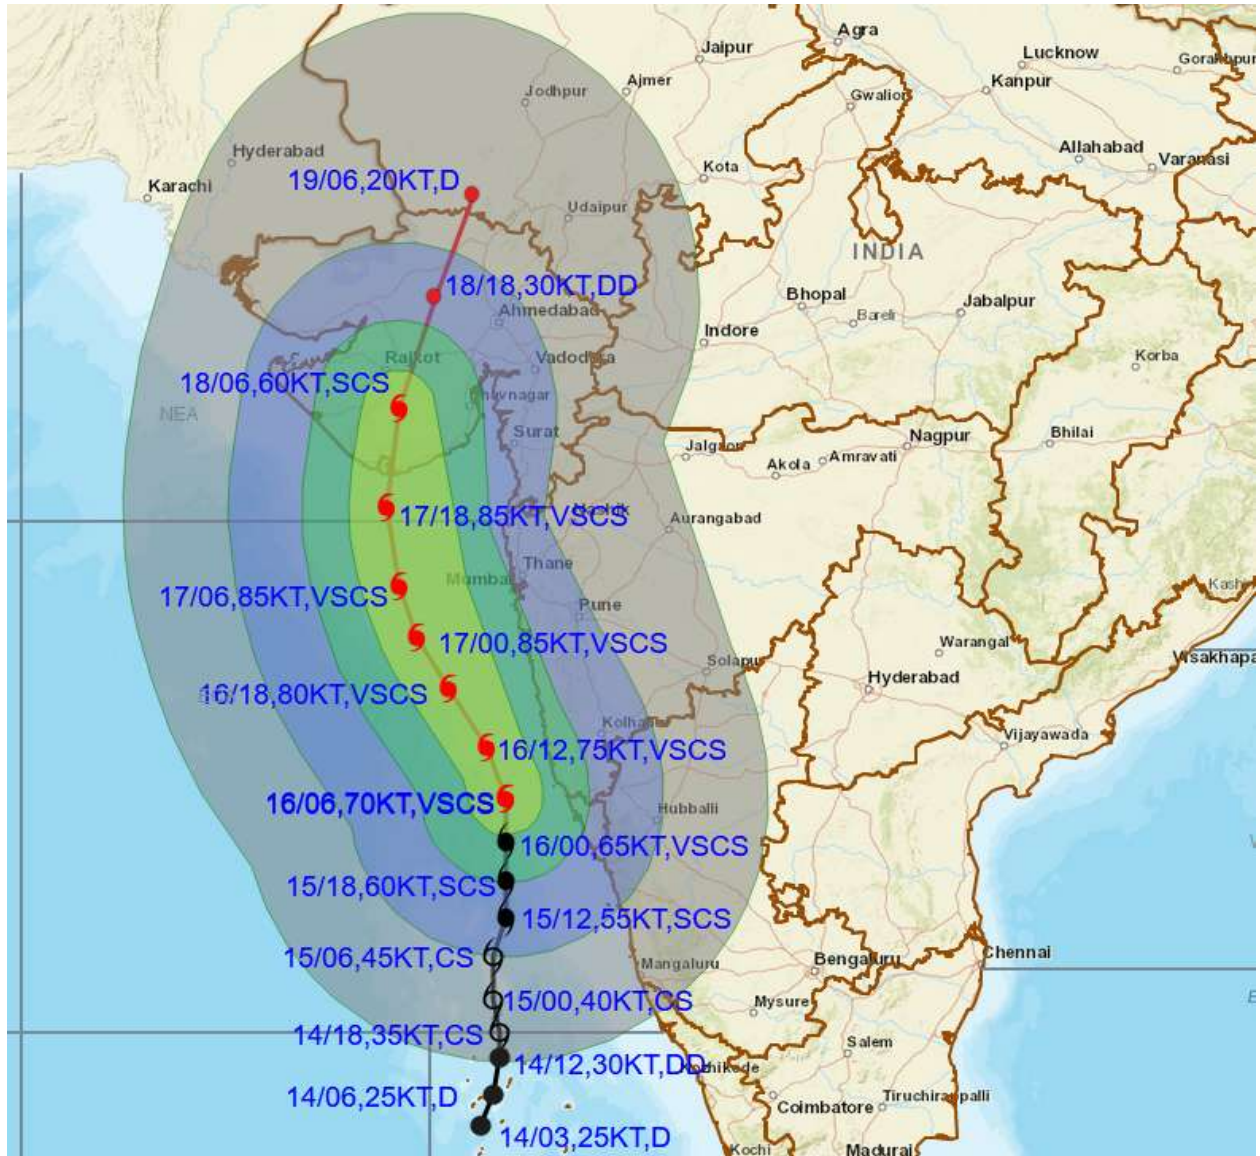 Agra
Jaipur
Lucknow
Gorakhpur
Ajmer
Kanpur
Jodhpur
Gwalior
Hyderabad
Allahabad
Varanasi
Kota
Karachi
19/06,20KT,D
Udaipur
INDIA
18/18,30KT,DD
Bhopal
Jabalpur
Ahmedabad
Bareli
Indore
Rajkot
Vadodara
Korba
18/06,60KT,SCS
NEA
Bhavnagar
Surat
Nagpur
Bhilai
Jalgaon
Amravati
Akola
17/18,85KT,VSCS
Nashik
Aurangabad
Thane
Mumbai
Kash
17/06,85KT,VSCS
Pune
17/00,85KT,VSCS
Warangal
Solapur
Visakhapa
16/18,80KT,VSCS
Hyderabad
Kolhapur
16/12,75KT,VSCS
Vijayawada
16/06,70KT,VSCS
Hubballi
16/00,65KT,VSCS
15/18,60KT,SCS
15/12,55KT,SCS
15/06,45KT,CS
Mangaluru
Bengaluru
Chennai
15/00,40KT,CS
Mysure
14/18,35KT,CS
Salem
14/12,30KT,DD
Kozhikode
14/06,25KT,D
Coimbatore
Tiruchirappalli
14/03,25KT,D
Kochi
Madurai